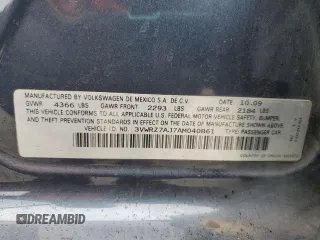 MANUFACTURED BY VOLKSWAGEN DE MEXICO S.A. DE C.V.
GVWR 4366 LBS GAWR FRONT 2293 LBS GAWR REAR 2184 LBS DATE 10.09
THIS VEHICLE CONFORMS TO ALL APPLICABLE U.S. FEDERAL MOTOR VEHICLE SAFETY, BUMPER,
AND THEFT PREVENTION STANDARDS IN EFFECT ON THE DATE OF MANUFACTURE SHOWN ABOVE.
VEHICLE IDENT. NO.: 3VWRZ7AJ7AM040861 TYPE: PASSENGER CAR
© IDREAMBID